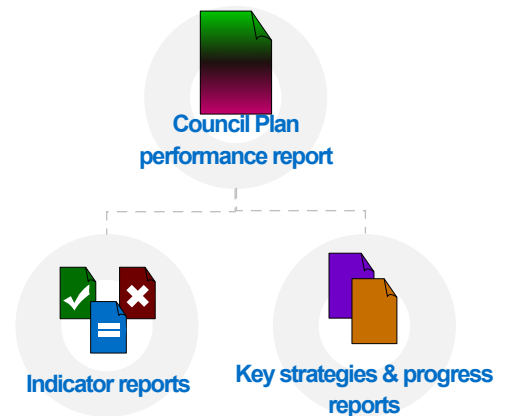 Council Plan
performance report
Indicator reports
Key strategies & progress
reports